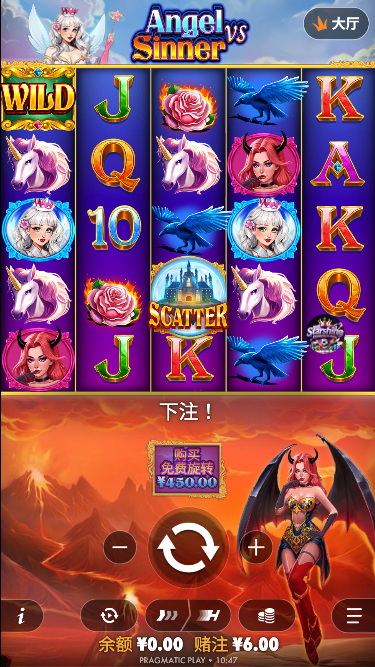 Angel
vs
Sinner
大厅
WILD
J
K
Q
A
10
K
Q
SCATTER
Starshine
J
K
J
下注！
购买
免费旋转
¥450.00
余额 ¥0.00 赌注 ¥6.00
PRAGMATIC PLAY • 10:47